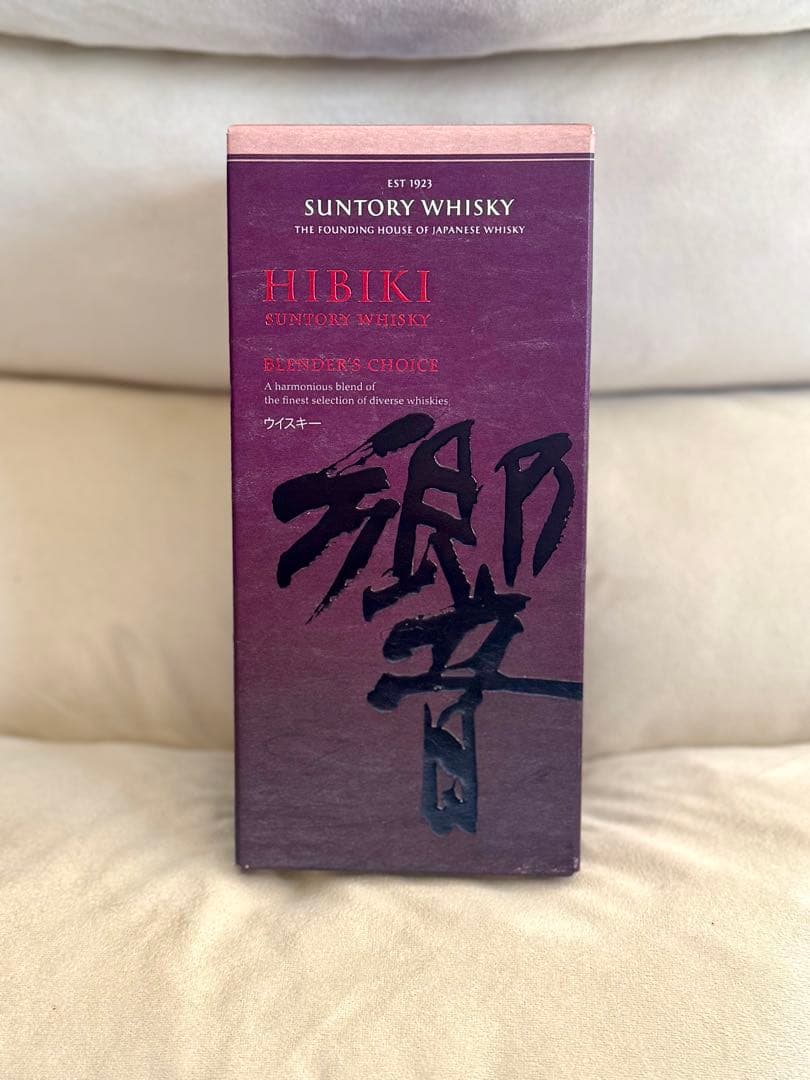 EST 1923
SUNTORY WHISKY
THE FOUNDING HOUSE OF JAPANESE WHISKY
HIBIKI
SUNTORY WHISKY
BLENDER'S CHOICE
A harmonious blend of
the finest selection of diverse whiskies
ウイスキー
響